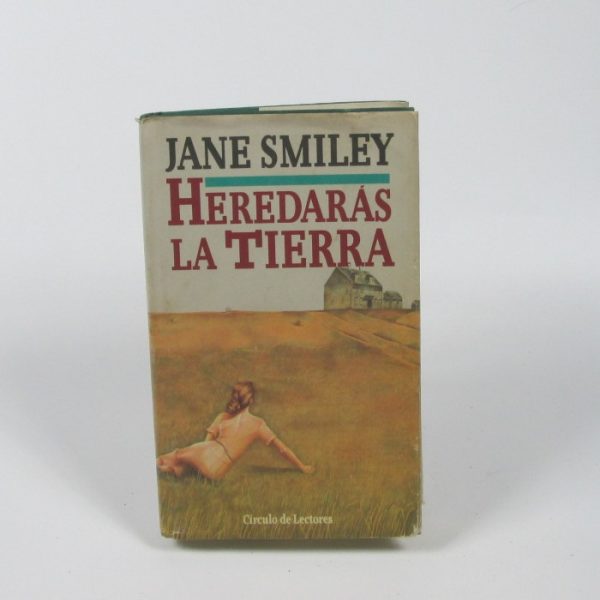 JANE SMILEY
HEREDARÁS
LA TIERRA
Círculo de Lectores